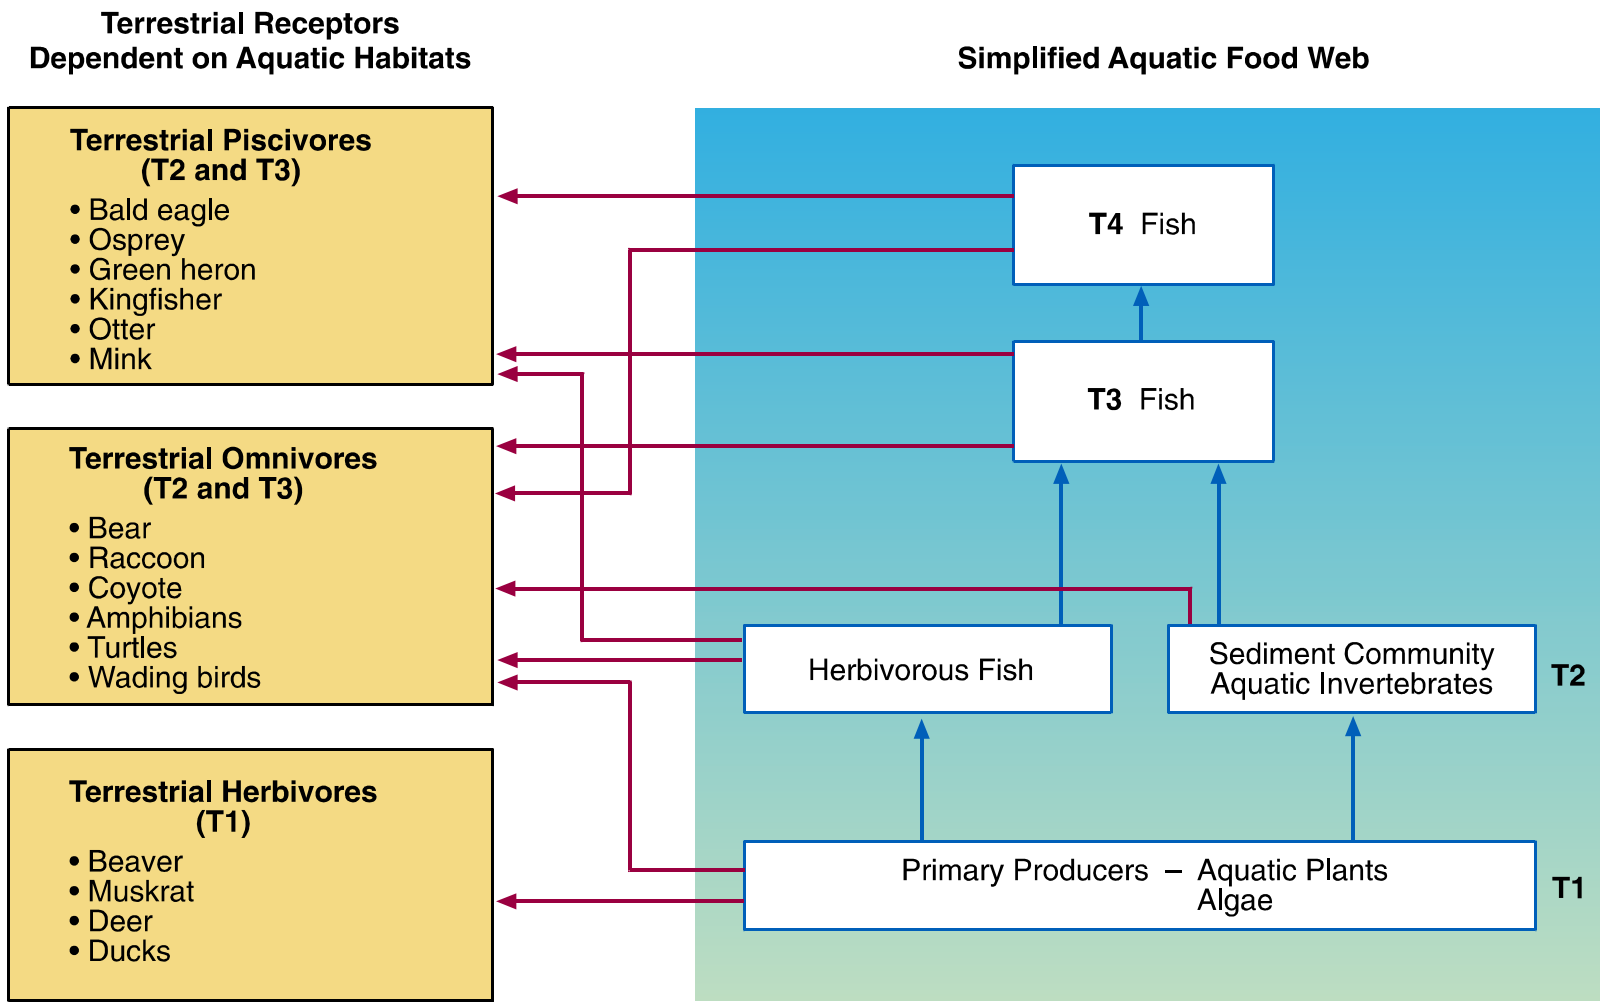 Terrestrial Receptors
Dependent on Aquatic Habitats
Simplified Aquatic Food Web
Terrestrial Piscivores
(T2 and T3)
• Bald eagle
• Osprey
• Green heron
• Kingfisher
• Otter
• Mink
Terrestrial Omnivores
(T2 and T3)
• Bear
• Raccoon
• Coyote
• Amphibians
• Turtles
• Wading birds
Terrestrial Herbivores
(T1)
• Beaver
• Muskrat
• Deer
• Ducks
T4 Fish
T3 Fish
Herbivorous Fish
Sediment Community
Aquatic Invertebrates
T2
Primary Producers – Aquatic Plants
Algae
T1